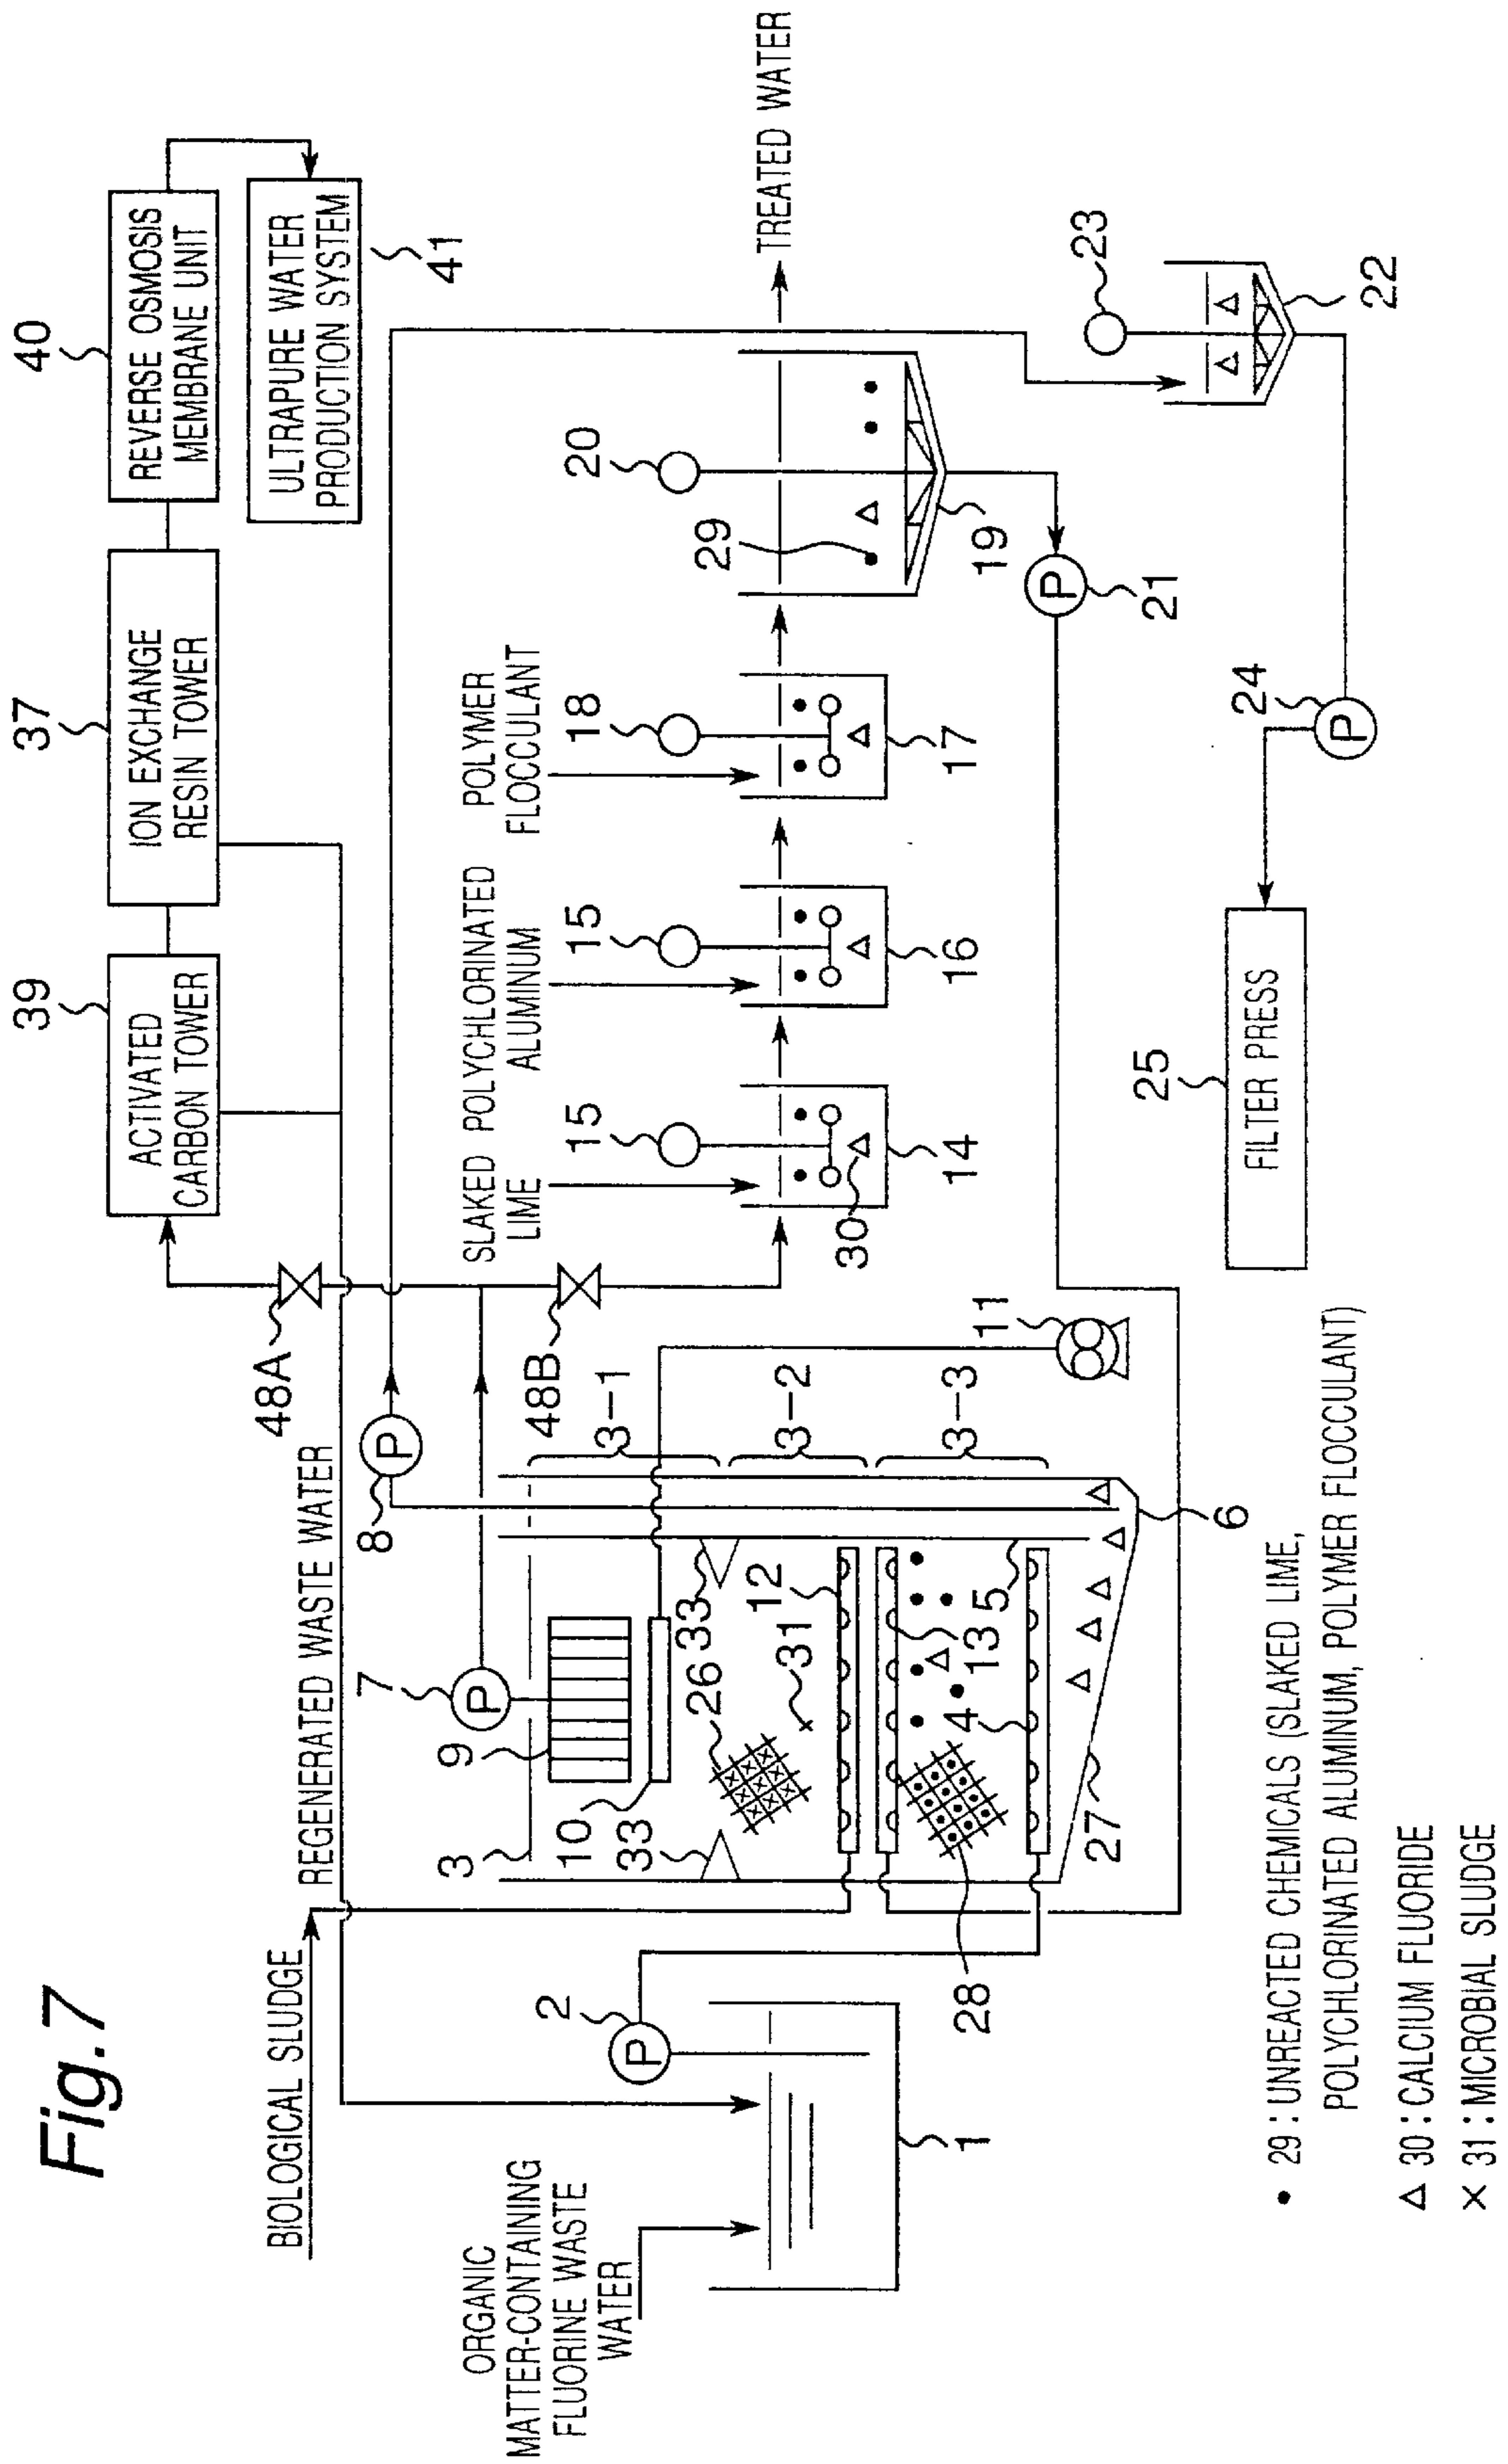 Fig.7
40
REVERSE OSMOSIS
MEMBRANE UNIT
ULTRAPURE WATER
PRODUCTION SYSTEM
41
37
ION EXCHANGE
RESIN TOWER
39
ACTIVATED
CARBON TOWER
48A
48B
REGENERATED WASTE WATER
BIOLOGICAL SLUDGE
ORGANIC
MATTER-CONTAINING
FLUORINE WASTE
WATER
1
2
P
3
7
P
8
P
9
10
33
33
26
31
12
13
4
5
28
27
6
3-1
3-2
3-3
11
SLAKED
LIME
POLYCHLORINATED
ALUMINUM
POLYMER
FLOCCULANT
15
15
18
30
14
16
17
20
29
19
P
21
TREATED WATER
23
22
24
P
25
FILTER PRESS
29 : UNREACTED CHEMICALS (SLAKED LIME,
POLYCHLORINATED ALUMINUM, POLYMER FLOCCULANT)
30 : CALCIUM FLUORIDE
31 : MICROBIAL SLUDGE